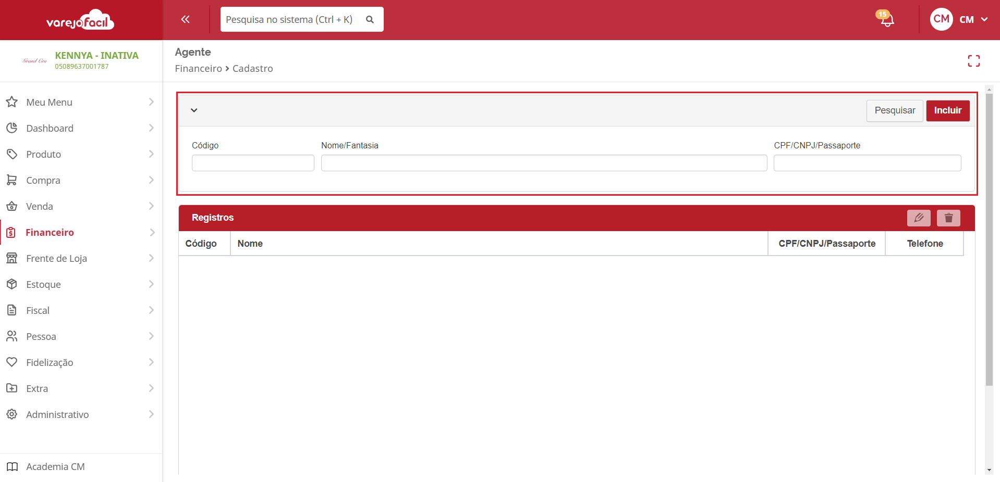 varejofacil
Pesquisa no sistema (Ctrl + K)
15
CM
CM
Grand Cru
KENNYA - INATIVA
05089637001787
Agente
Financeiro > Cadastro
Meu Menu
Dashboard
Produto
Compra
Venda
Financeiro
Frente de Loja
Estoque
Fiscal
Pessoa
Fidelização
Extra
Administrativo
Academia CM
Pesquisar
Incluir
Código
Nome/Fantasia
CPF/CNPJ/Passaporte
Registros
Código
Nome
CPF/CNPJ/Passaporte
Telefone